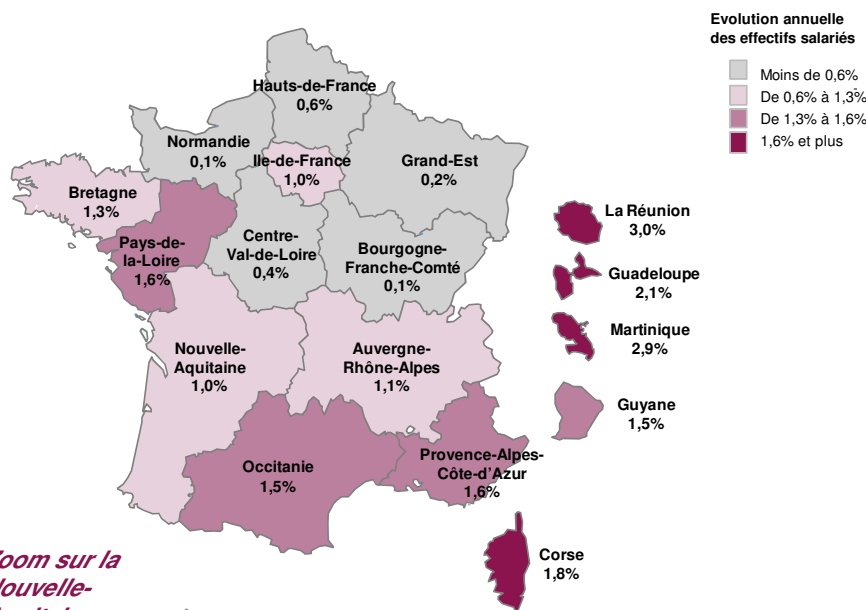 Evolution annuelle
des effectifs salariés
Moins de 0,6%
De 0,6% à 1,3%
De 1,3% à 1,6%
1,6% et plus
Hauts-de-France
0,6%
Normandie
0,1%
Ile-de-France
1,0%
Grand-Est
0,2%
Bretagne
1,3%
Pays-de-
la-Loire
1,6%
Centre-
Val-de-Loire
0,4%
Bourgogne-
Franche-Comté
0,1%
La Réunion
3,0%
Guadeloupe
2,1%
Martinique
2,9%
Guyane
1,5%
Nouvelle-
Aquitaine
1,0%
Auvergne-
Rhône-Alpes
1,1%
Occitanie
1,5%
Provence-Alpes-
Côte-d'Azur
1,6%
Corse
1,8%
oom sur la
ouvelle-